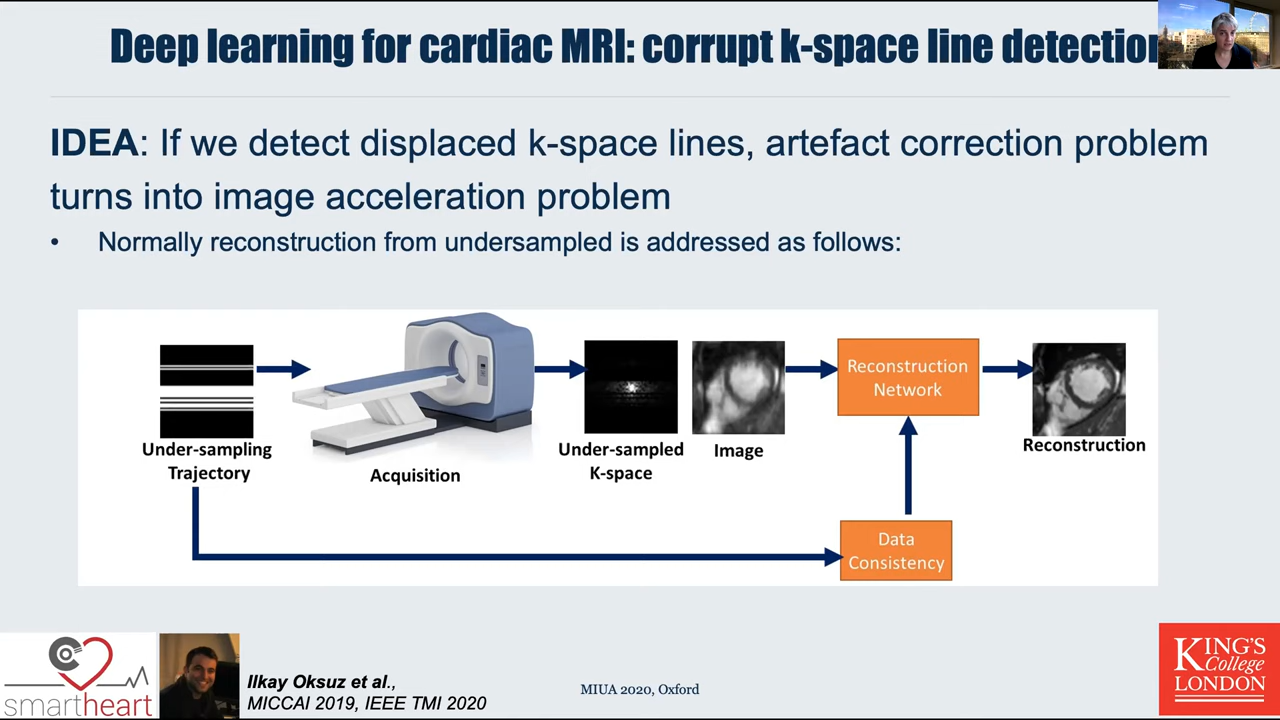 Deep learning for cardiac MRI: corrupt k-space line detection
IDEA: If we detect displaced k-space lines, artefact correction problem
turns into image acceleration problem
• Normally reconstruction from undersampled is addressed as follows:
Under-sampling
Trajectory
Acquisition
Under-sampled
K-space
Image
Reconstruction
Network
Reconstruction
Data
Consistency
smartheart
Ilkay Oksuz et al.,
MICCAI 2019, IEEE TMI 2020
MIUA 2020, Oxford
KING'S
College
LONDON